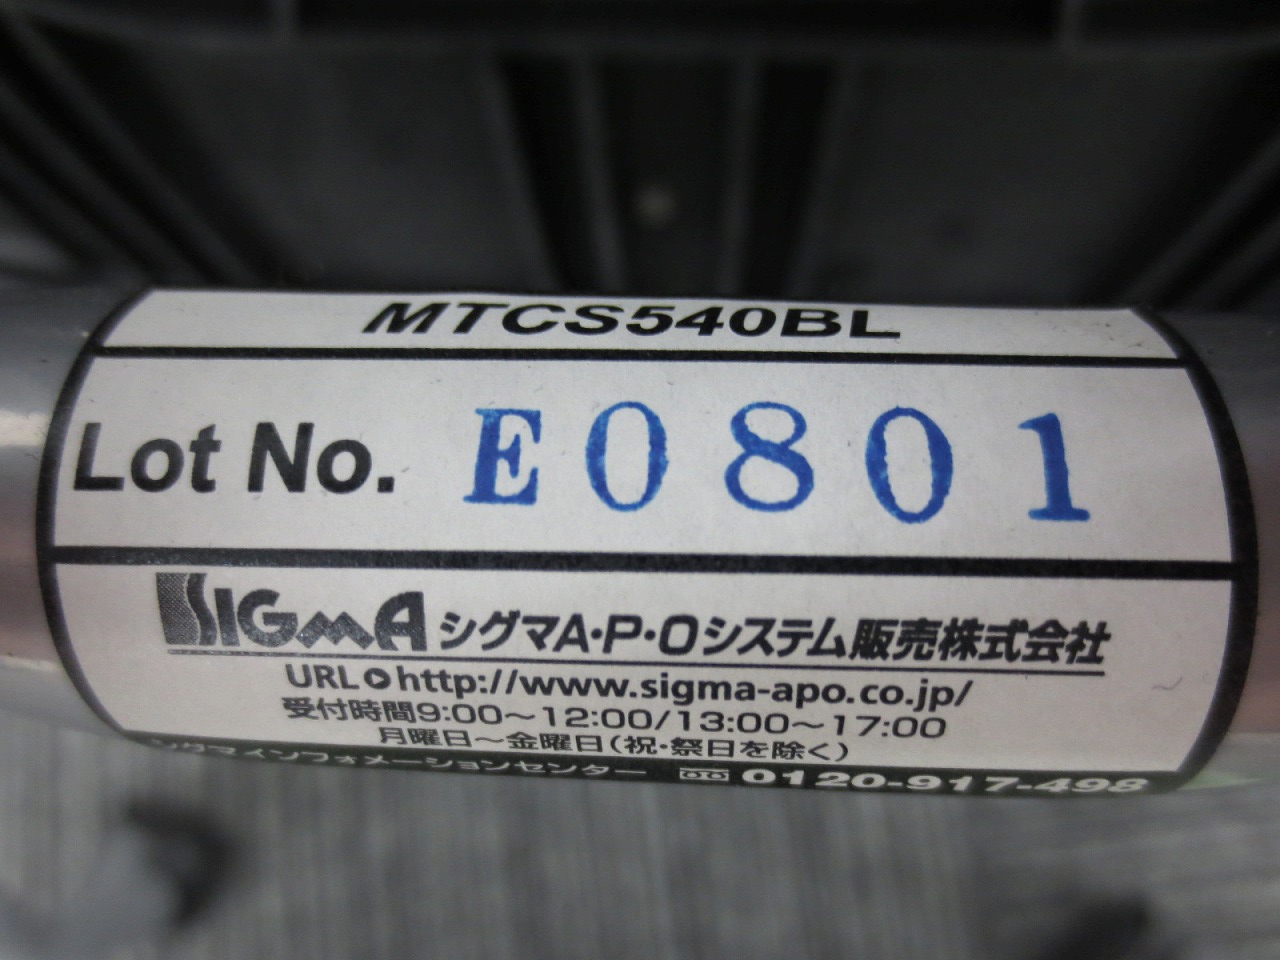 MTCS540BL
Lot No. E0801
SIGMA シグマA・P・Oシステム販売株式会社
URL▶http://www.sigma-apo.co.jp/
受付時間9:00～12:00/13:00～17:00
月曜日～金曜日(祝・祭日を除く)
シグマインフォメーションセンター 0120-917-498